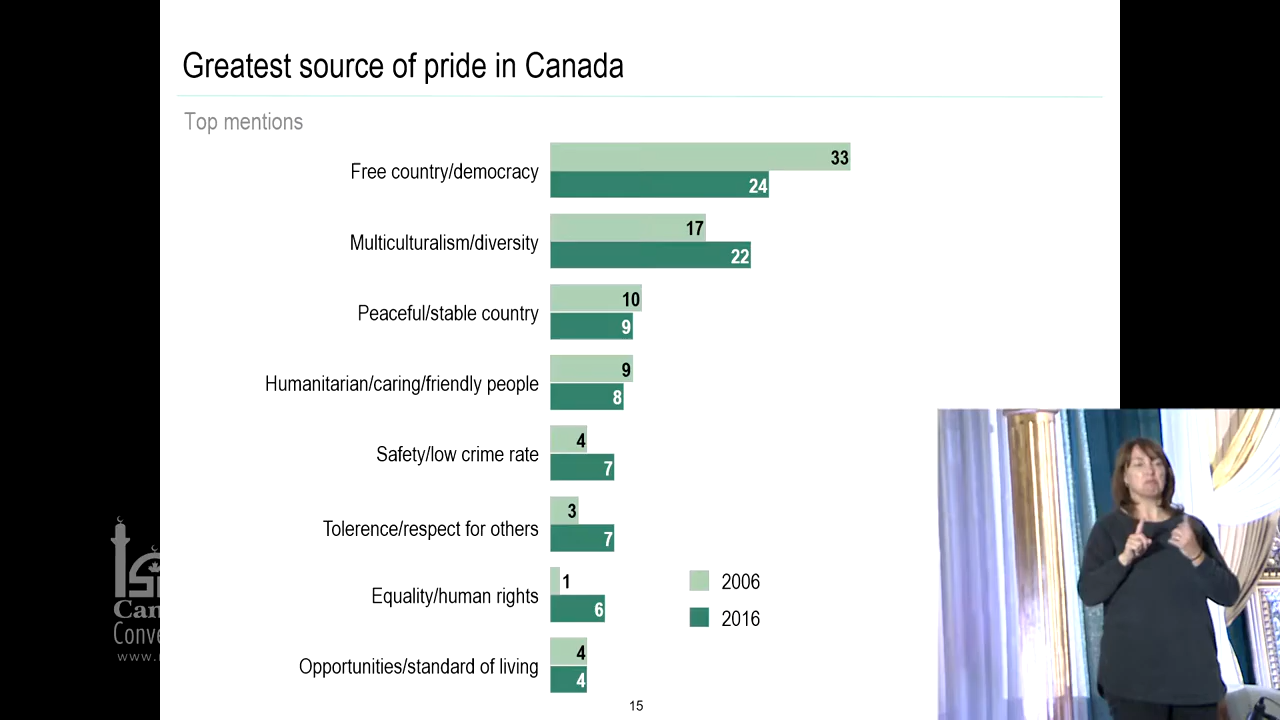 Greatest source of pride in Canada
Top mentions
Free country/democracy
33
24
Multiculturalism/diversity
17
22
Peaceful/stable country
10
9
Humanitarian/caring/friendly people
9
8
Safety/low crime rate
4
7
Tolerence/respect for others
3
7
Equality/human rights
1
6
Opportunities/standard of living
4
4
2006
2016
15